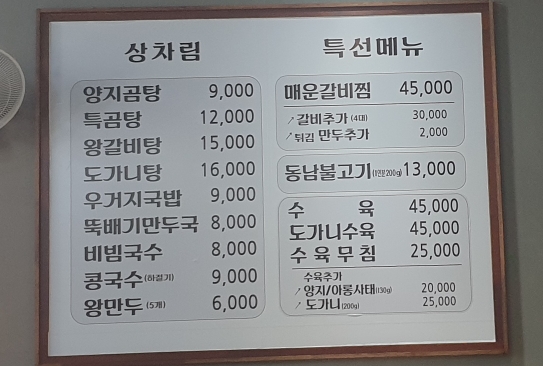 상차림
양지곰탕 9,000
특곰탕 12,000
왕갈비탕 15,000
도가니탕 16,000
우거지국밥 9,000
뚝배기만두국 8,000
비빔국수 8,000
콩국수 (하절기) 9,000
왕만두 (5개) 6,000
특선메뉴
매운갈비찜 45,000
↗갈비추가 (4대) 30,000
↗튀김 만두추가 2,000
동남불고기(1인분200g) 13,000
수 육 45,000
도가니수육 45,000
수육무침 25,000
수육추가
↗양지/아롱사태(130g) 20,000
↗도가니(200g) 25,000